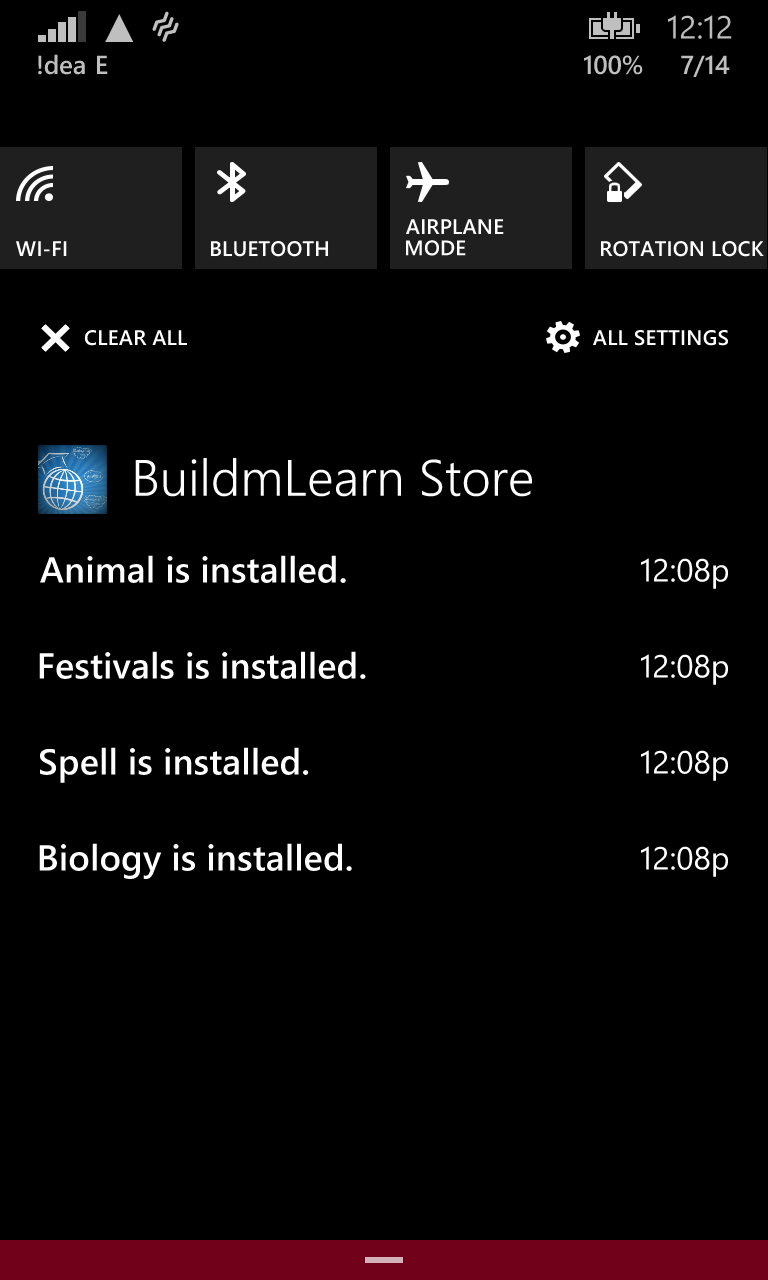 12:12
!dea E 100% 7/14
WI-FI
BLUETOOTH
AIRPLANE
MODE
ROTATION LOCK
CLEAR ALL
ALL SETTINGS
BuildmLearn Store
Animal is installed. 12:08p
Festivals is installed. 12:08p
Spell is installed. 12:08p
Biology is installed. 12:08p